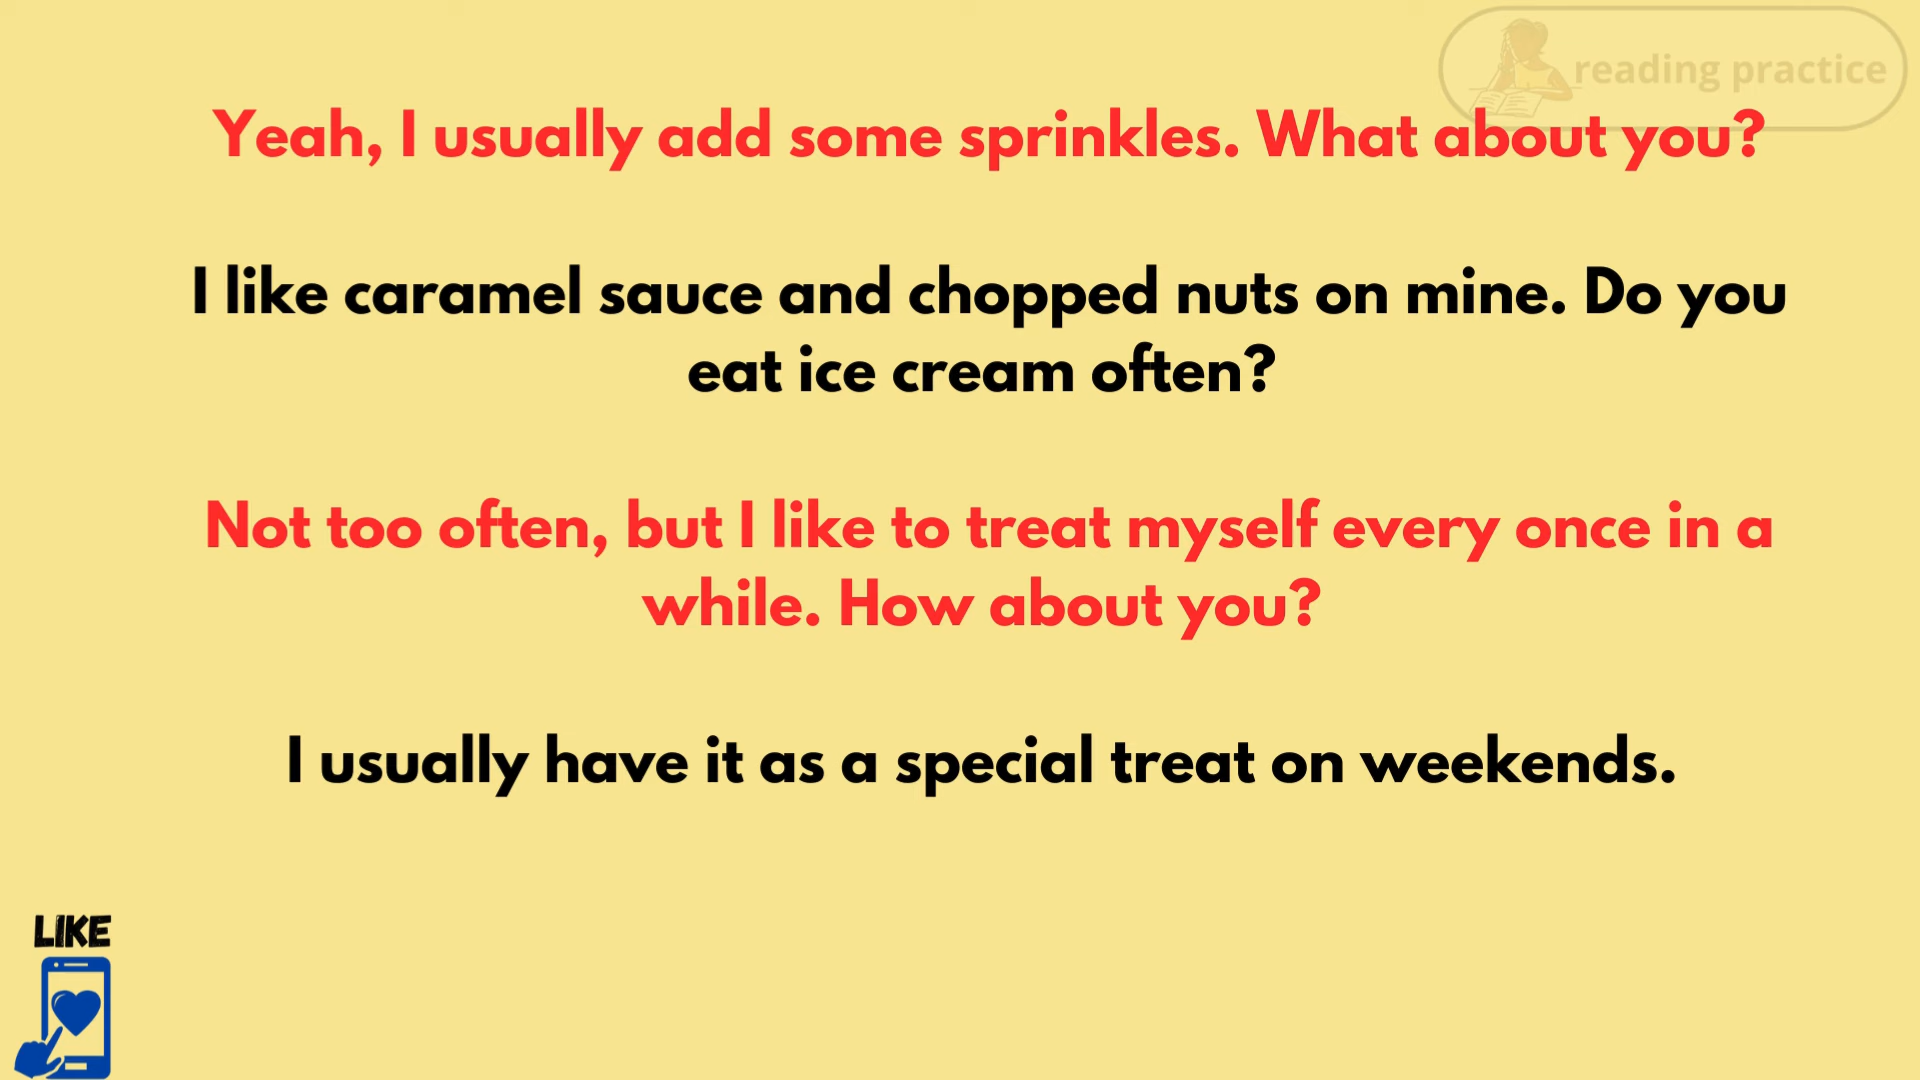 reading practice
Yeah, I usually add some sprinkles. What about you?
I like caramel sauce and chopped nuts on mine. Do you
eat ice cream often?
Not too often, but I like to treat myself every once in a
while. How about you?
I usually have it as a special treat on weekends.
LIKE